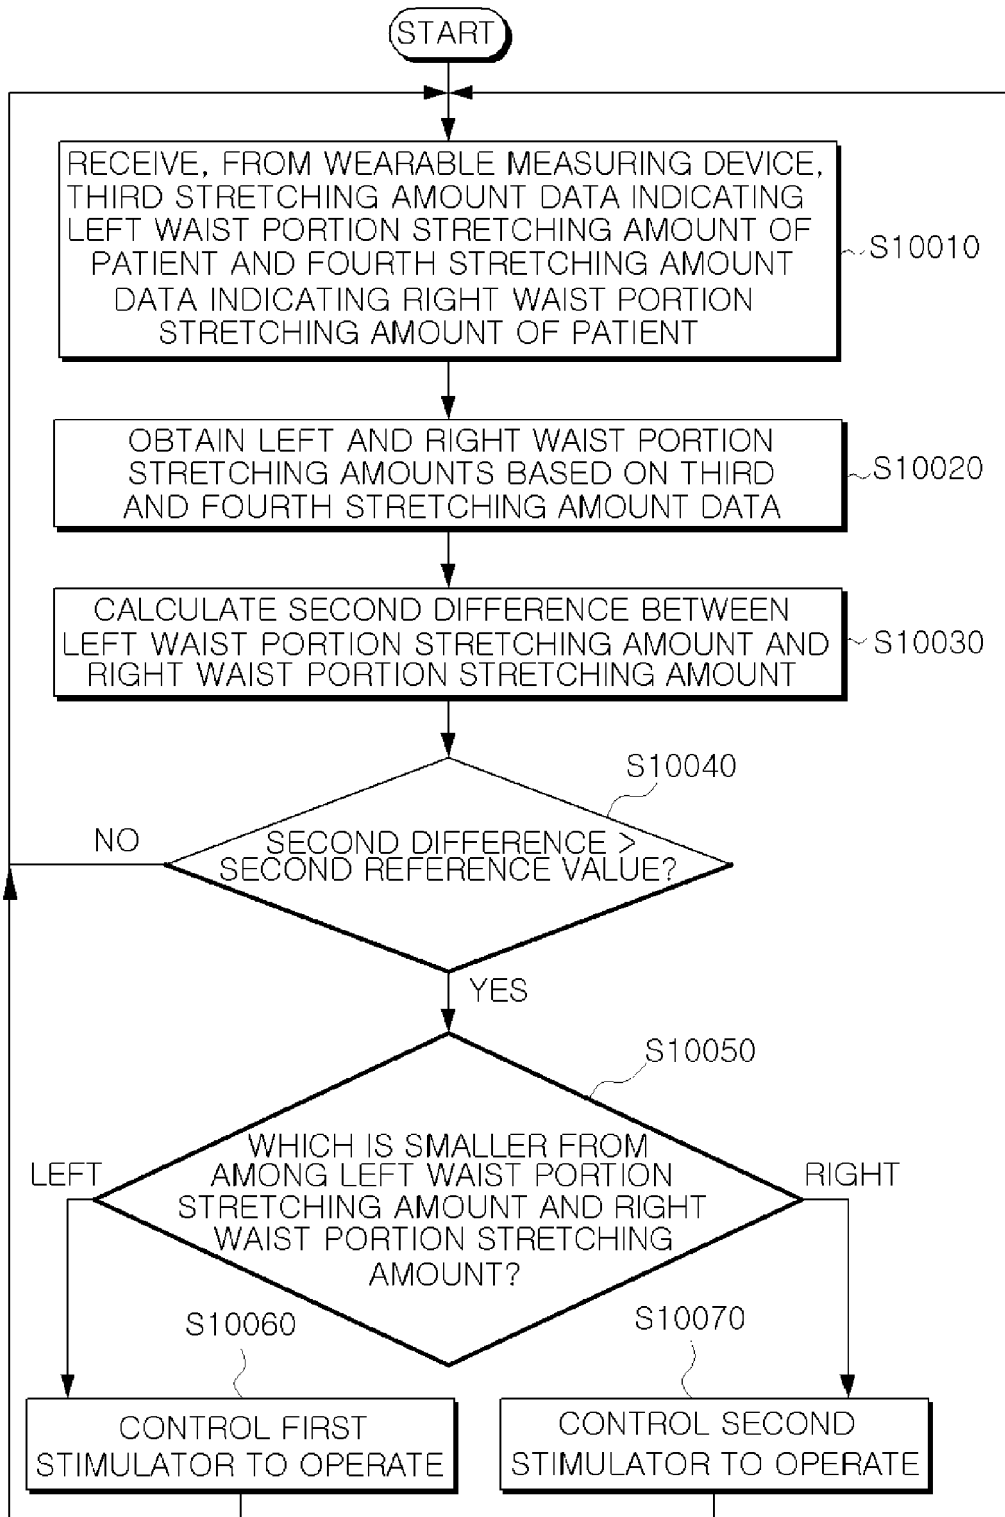 START
RECEIVE, FROM WEARABLE MEASURING DEVICE,
THIRD STRETCHING AMOUNT DATA INDICATING
LEFT WAIST PORTION STRETCHING AMOUNT OF
PATIENT AND FOURTH STRETCHING AMOUNT
DATA INDICATING RIGHT WAIST PORTION
STRETCHING AMOUNT OF PATIENT
S10010
OBTAIN LEFT AND RIGHT WAIST PORTION
STRETCHING AMOUNTS BASED ON THIRD
AND FOURTH STRETCHING AMOUNT DATA
S10020
CALCULATE SECOND DIFFERENCE BETWEEN
LEFT WAIST PORTION STRETCHING AMOUNT AND
RIGHT WAIST PORTION STRETCHING AMOUNT
S10030
S10040
NO
SECOND DIFFERENCE >
SECOND REFERENCE VALUE?
YES
S10050
LEFT
WHICH IS SMALLER FROM
AMONG LEFT WAIST PORTION
STRETCHING AMOUNT AND RIGHT
WAIST PORTION STRETCHING
AMOUNT?
RIGHT
S10060
S10070
CONTROL FIRST
STIMULATOR TO OPERATE
CONTROL SECOND
STIMULATOR TO OPERATE